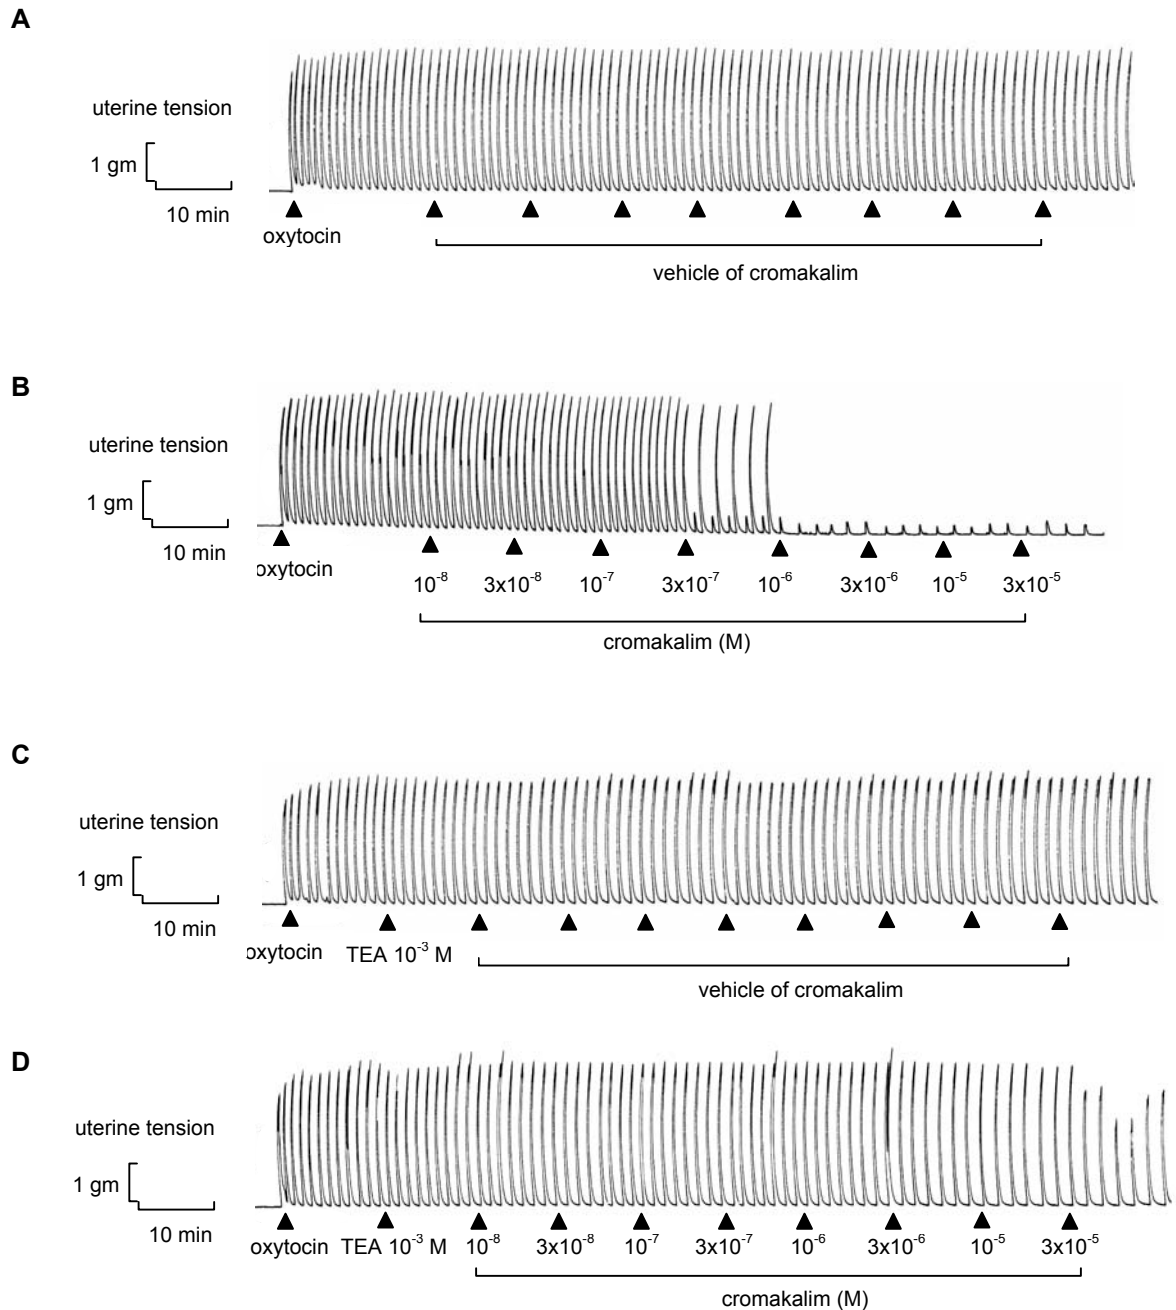 A
uterine tension
1 gm
10 min
oxytocin
vehicle of cromakalim
B
uterine tension
1 gm
10 min
oxytocin
10⁻⁸ 3x10⁻⁸ 10⁻⁷ 3x10⁻⁷ 10⁻⁶ 3x10⁻⁶ 10⁻⁵ 3x10⁻⁵
cromakalim (M)
C
uterine tension
1 gm
10 min
oxytocin TEA 10⁻³ M
vehicle of cromakalim
D
uterine tension
1 gm
10 min
oxytocin TEA 10⁻³ M 10⁻⁸ 3x10⁻⁸ 10⁻⁷ 3x10⁻⁷ 10⁻⁶ 3x10⁻⁶ 10⁻⁵ 3x10⁻⁵
cromakalim (M)